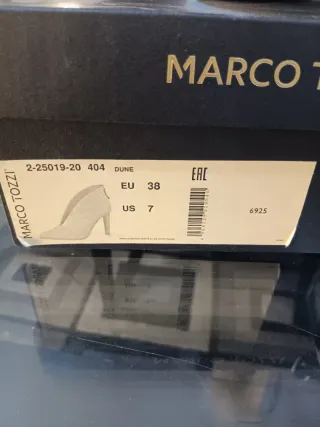 MARCO T
2-25019-20 404 DUNE
MARCO TOZZI
EU 38
US 7
EAC
6925